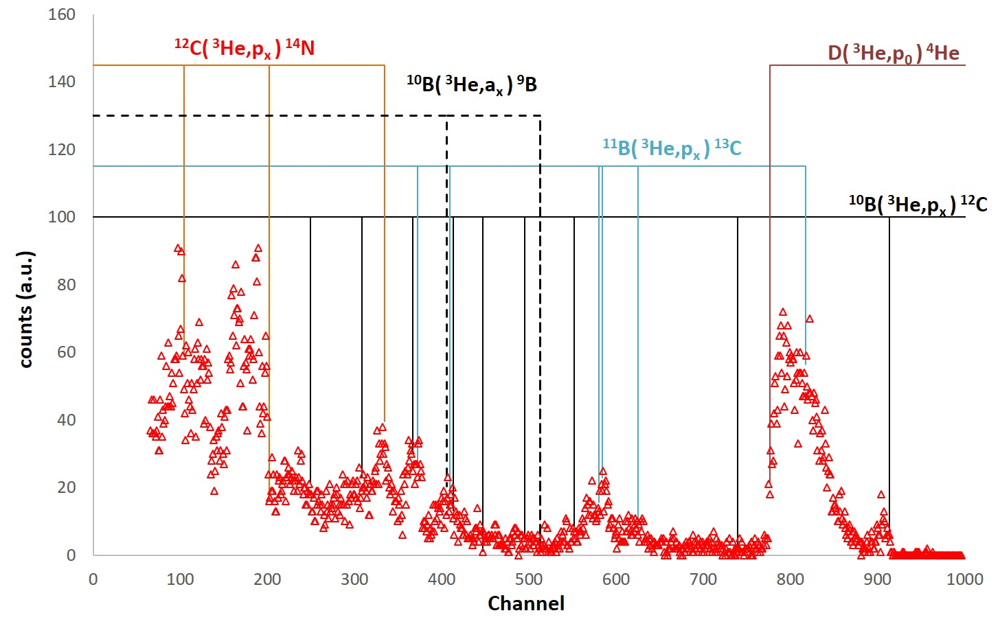 160
¹²C(³He,pₓ)¹⁴N
D(³He,p₀)⁴He
140
¹⁰B(³He,aₓ)⁹B
120
¹¹B(³He,pₓ)¹³C
¹⁰B(³He,pₓ)¹²C
100
80
60
40
20
0
counts (a.u.)
0 100 200 300 400 500 600 700 800 900 1000
Channel